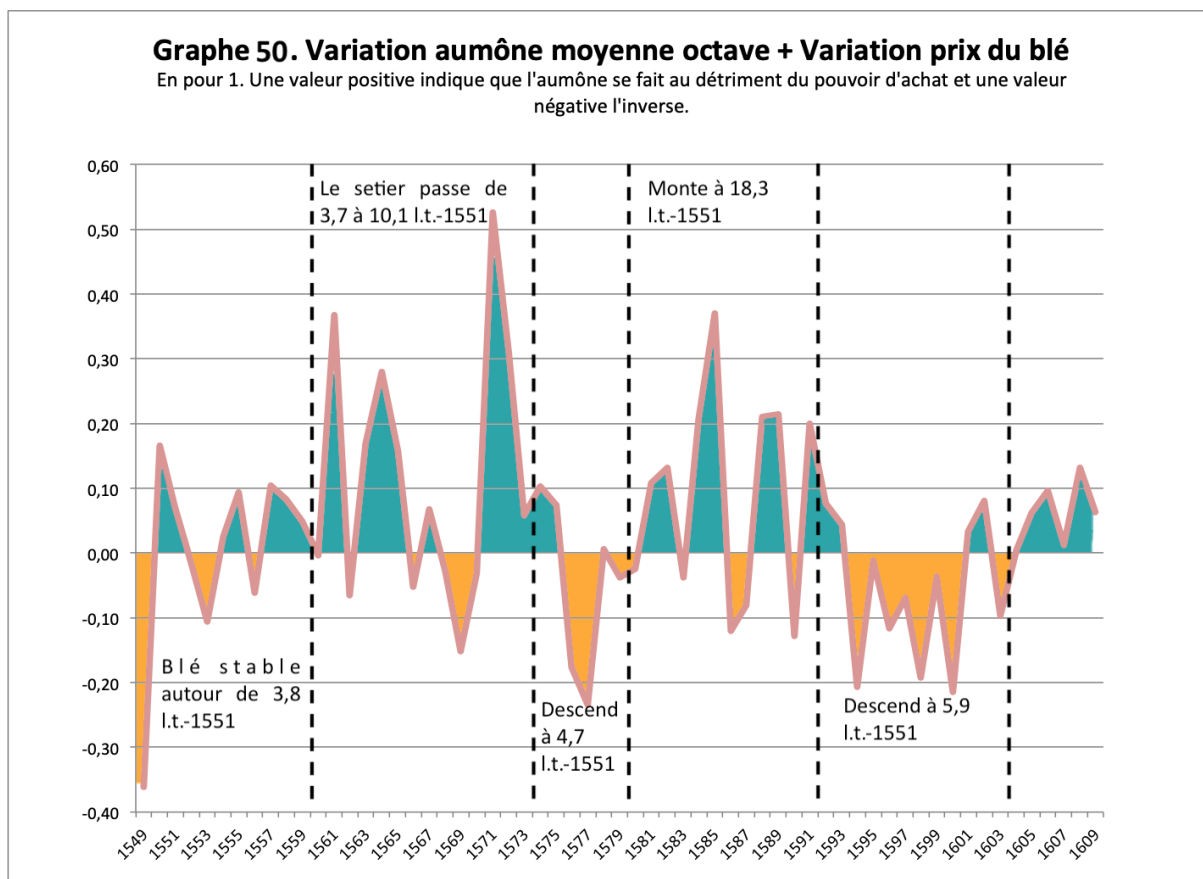 Graphe 50. Variation aumône moyenne octave + Variation prix du blé
En pour 1. Une valeur positive indique que l'aumône se fait au détriment du pouvoir d'achat et une valeur
négative l'inverse.
0,60
0,50
0,40
0,30
0,20
0,10
0,00
-0,10
-0,20
-0,30
-0,40
Le setier passe de
3,7 à 10,1 l.t.-1551
Monte à 18,3
l.t.-1551
Blé stable
autour de 3,8
l.t.-1551
Descend
à 4,7
l.t.-1551
Descend à 5,9
l.t.-1551
1549
1551
1553
1555
1557
1559
1561
1563
1565
1567
1569
1571
1573
1575
1577
1579
1581
1583
1585
1587
1589
1591
1593
1595
1597
1599
1601
1603
1605
1607
1609